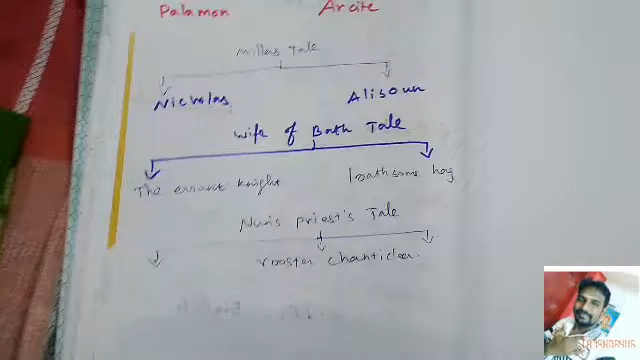 Palamon Arcite
Millas Tale
Nicholas Alisoun
Wife of Bath Tale
The errant knight loathsome hag
Nun's priest's Tale
rooster chanticleer.